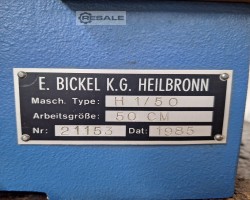 RESALE
E. BICKEL K.G. HEILBRONN
Masch. Type: H 1/50
Arbeitsgröße: 50 CM
Nr: 21153 Dat: 1985